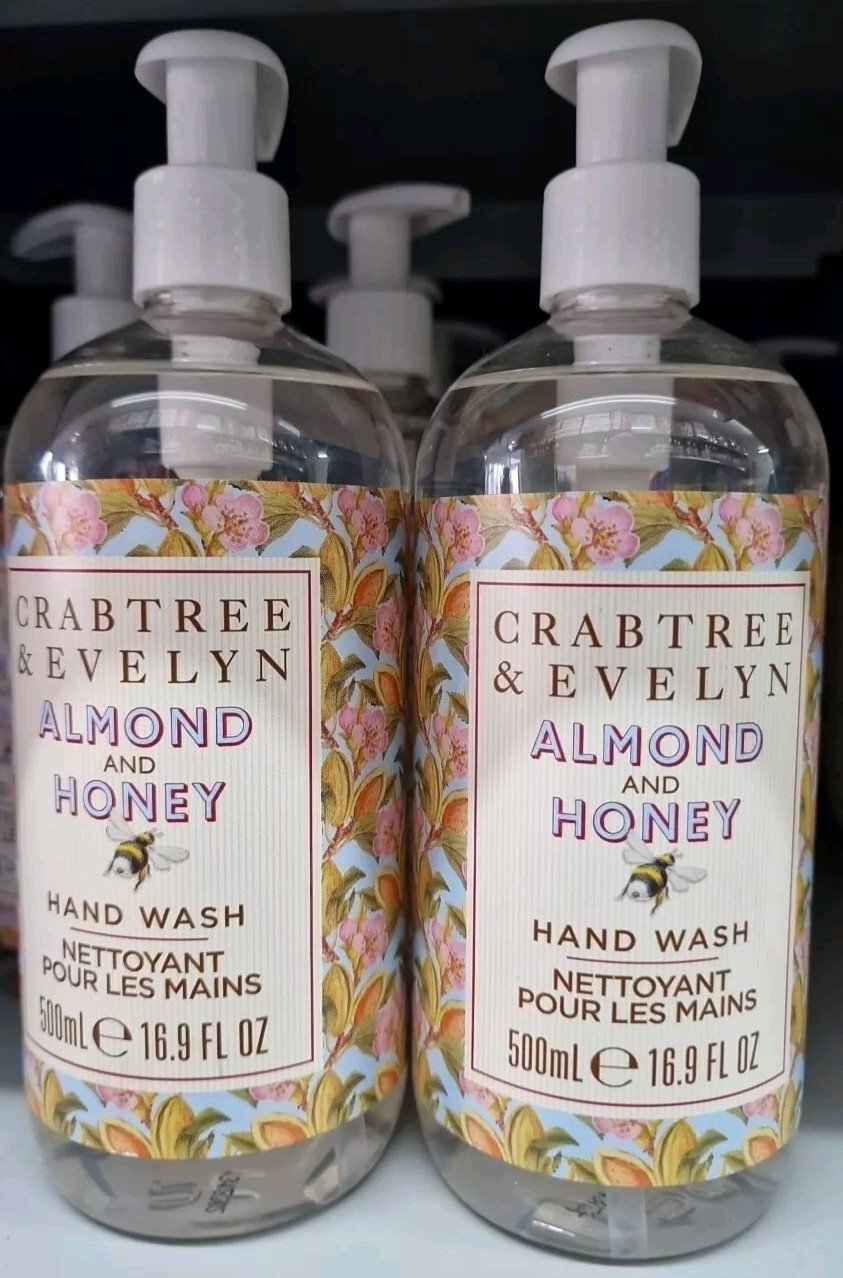 CRABTREE
& EVELYN
ALMOND
AND
HONEY
HAND WASH
NETTOYANT
POUR LES MAINS
500mL ℮ 16.9 FL OZ
CRABTREE
& EVELYN
ALMOND
AND
HONEY
HAND WASH
NETTOYANT
POUR LES MAINS
500mL ℮ 16.9 FL OZ